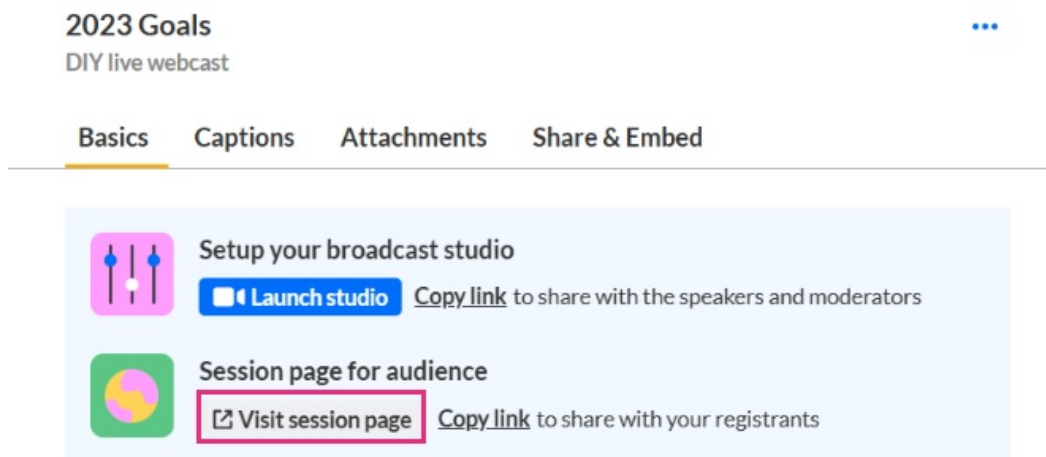 2023 Goals
DIY live webcast
Basics Captions Attachments Share & Embed
Setup your broadcast studio
Launch studio Copy link to share with the speakers and moderators
Session page for audience
Visit session page Copy link to share with your registrants